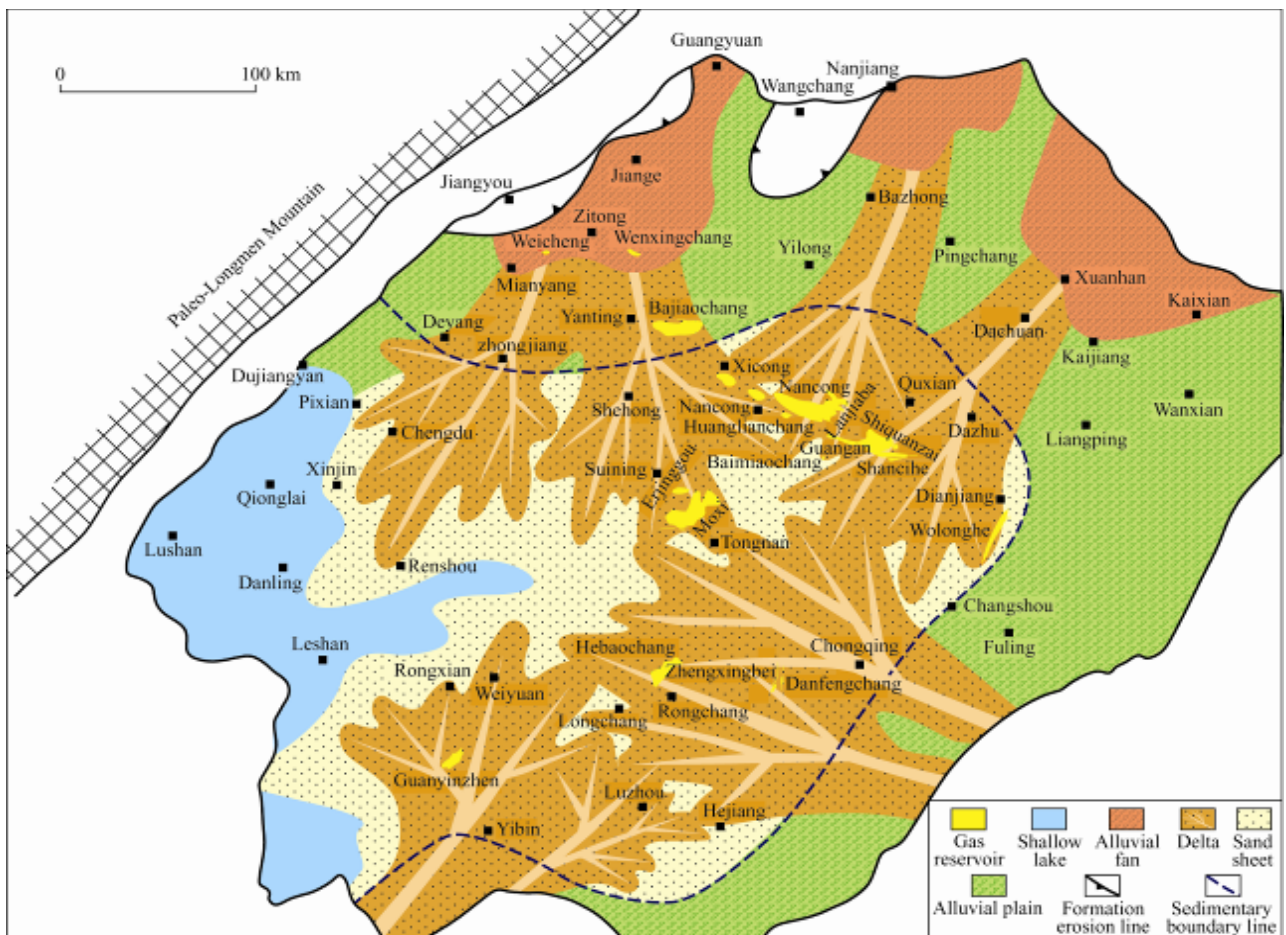 Guangyuan
0
100 km
Nanjiang
Wangchang
Jiange
Jiangyou
Paleo-Longmen Mountain
Bazhong
Zitong
Weicheng
Wenxingchang
Yilong
Pingchang
Mianyang
Xuanhan
Kaixian
Bajiaochang
Yanting
Deyang
Dachuan
zhongjiang
Kaijiang
Dujiangyan
Xicong
Pixian
Nancong
Quxian
Wanxian
Shehong
Nancong
Lanjiaba
Chengdu
Huanglianchang
Shiquanzai
Dazhu
Liangping
Guangan
Baimiaochang
Shancihe
Xinjin
Suining
Erjinggou
Qionglai
Dianjiang
Moxi
Wolonghe
Lushan
Tongnan
Danling
Renshou
Changshou
Fuling
Leshan
Hebaochang
Chongqing
Rongxian
Zhengxingbei
Weiyuan
Danfengchang
Longchang
Rongchang
Guanyinzhen
Luzhou
Hejiang
Yibin
Gas
reservoir
Shallow
lake
Alluvial
fan
Delta
Sand
sheet
Alluvial plain
Formation
erosion line
Sedimentary
boundary line